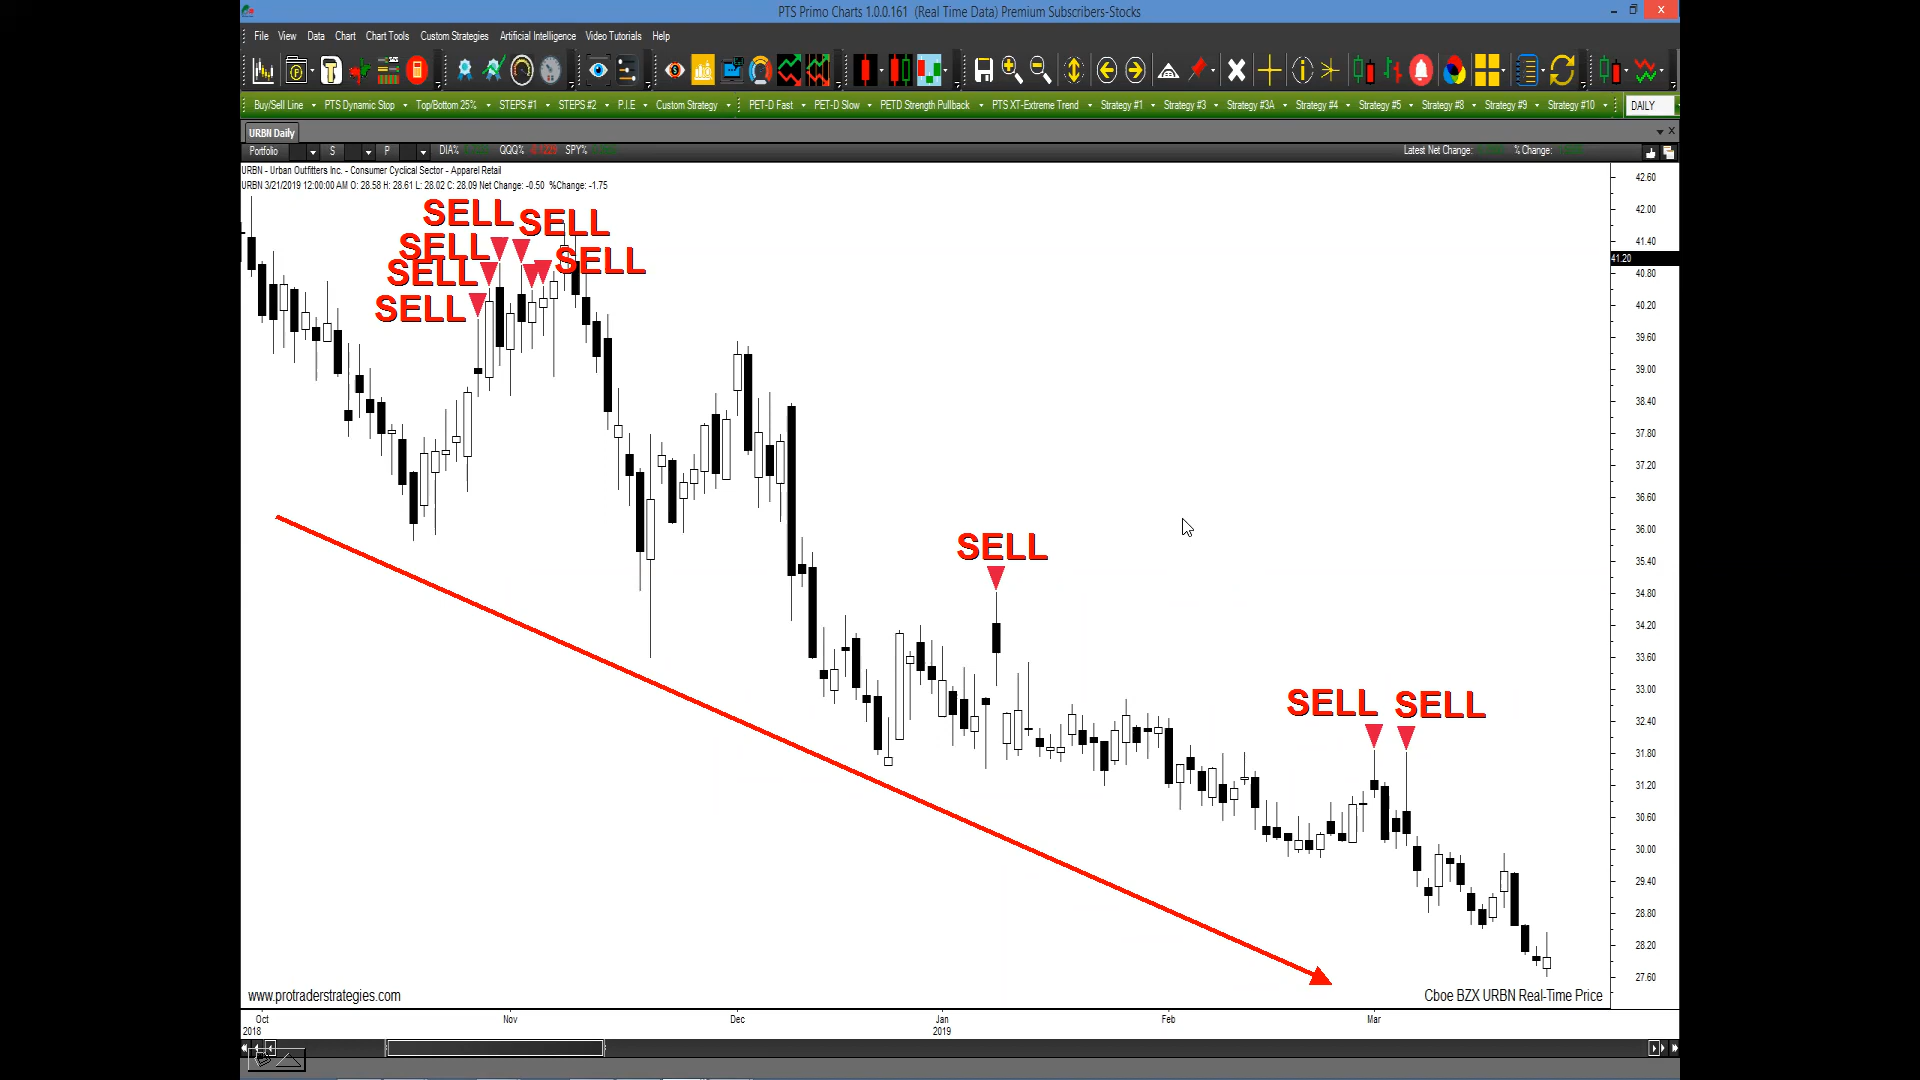 PTS Primo Charts 1.0.0.161 (Real Time Data) Premium Subscribers-Stocks
File View Data Chart Chart Tools Custom Strategies Artificial Intelligence Video Tutorials Help
Buy/Sell Line PTS Dynamic Stop Top/Bottom 25% STEPS #1 STEPS #2 P.I.E Custom Strategy PET-D Fast PET-D Slow PETD Strength Pullback PTS XT-Extreme Trend Strategy #1 Strategy #3 Strategy #3A Strategy #4 Strategy #5 Strategy #8 Strategy #9 Strategy #10 DAILY
URBN Daily
Portfolio S P DIA% QQQ% SPY% Latest Net Change: % Change:
URBN - Urban Outfitters Inc. - Consumer Cyclical Sector - Apparel Retail
URBN 3/21/2019 12:00:00 AM O: 28.58 H: 28.61 L: 28.02 C: 28.09 Net Change: -0.50 %Change: -1.75
42.60
42.00
41.40
41.20
40.80
40.20
39.60
39.00
38.40
37.80
37.20
36.60
36.00
35.40
34.80
34.20
33.60
33.00
32.40
31.80
31.20
30.60
30.00
29.40
28.80
28.20
27.60
SELL
SELL
SELL
SELL
SELL
SELL
SELL
SELL
SELL
www.protraderstrategies.com
Cboe BZX URBN Real-Time Price
Oct Nov Dec Jan Feb Mar
2018 2019